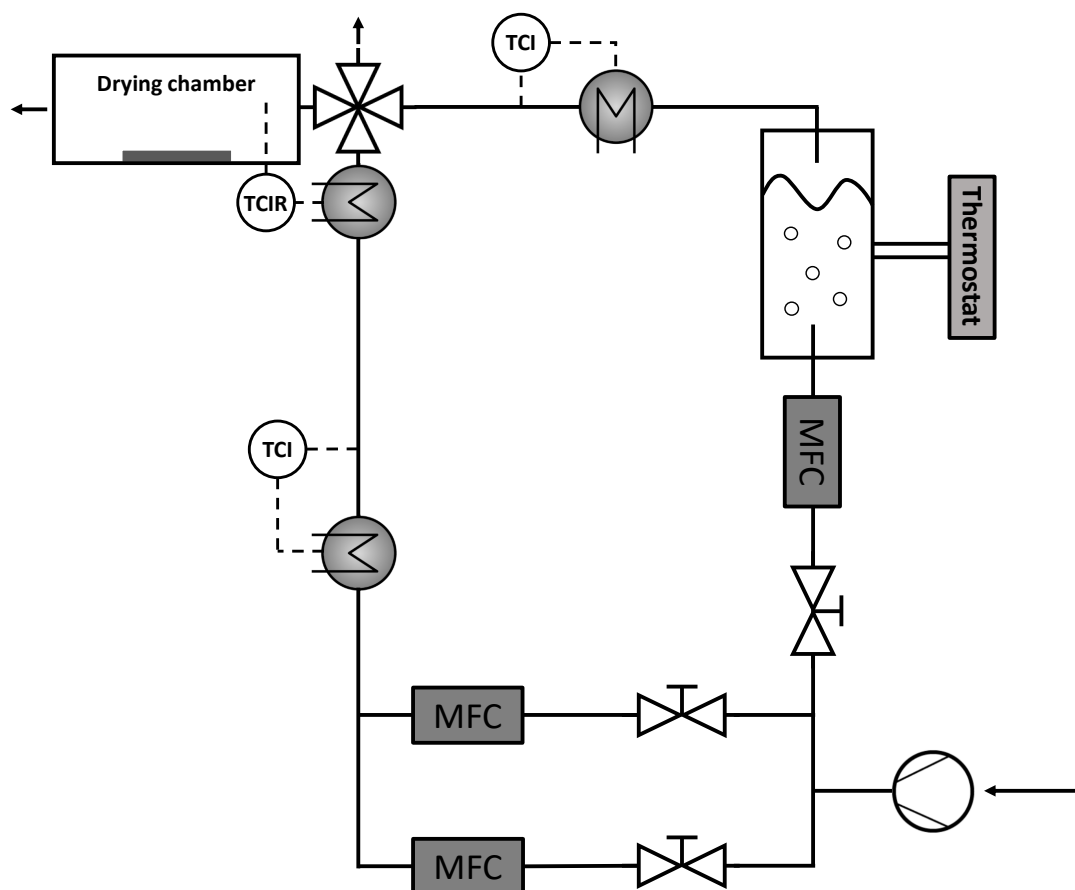 TCI
Drying chamber
TCIR
Thermostat
MFC
TCI
MFC
MFC